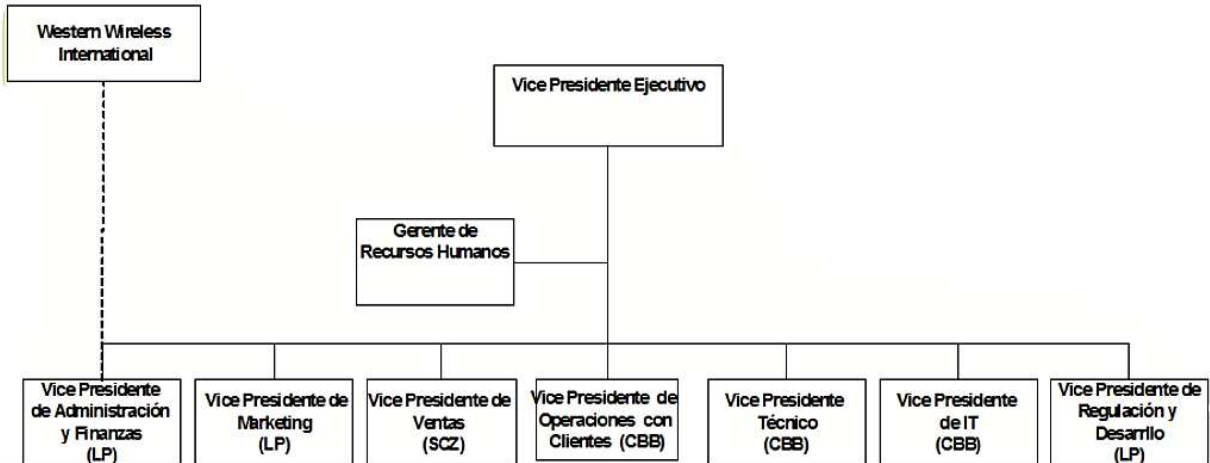 Western Wireless
International
Vice Presidente Ejecutivo
Gerente de
Recursos Humanos
Vice Presidente
de Administración
y Finanzas
(LP)
Vice Presidente de
Marketing
(LP)
Vice Presidente de
Ventas
(SCZ)
Vice Presidente de
Operaciones con
Clientes (CBB)
Vice Presidente
Técnico
(CBB)
Vice Presidente
de IT
(CBB)
Vice Presidente de
Regulación y
Desarrllo
(LP)